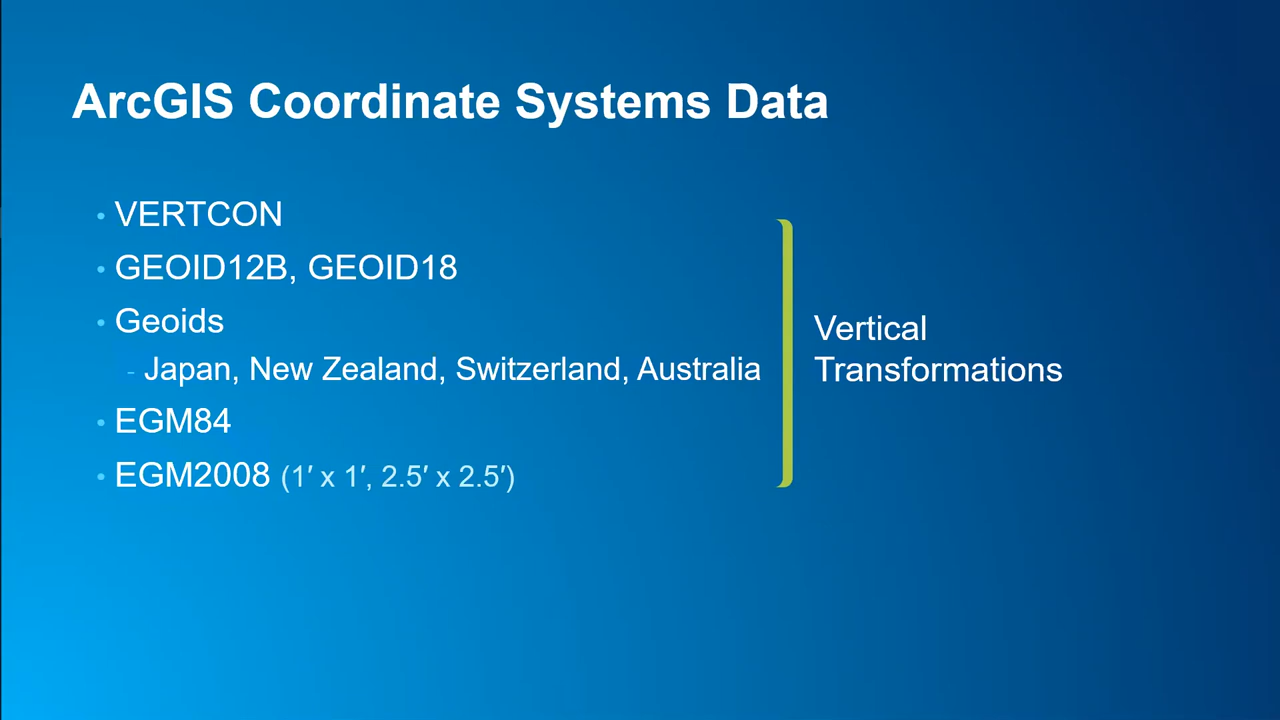 ArcGIS Coordinate Systems Data
• VERTCON
• GEOID12B, GEOID18
• Geoids
- Japan, New Zealand, Switzerland, Australia
• EGM84
• EGM2008 (1′ x 1′, 2.5′ x 2.5′)
Vertical
Transformations